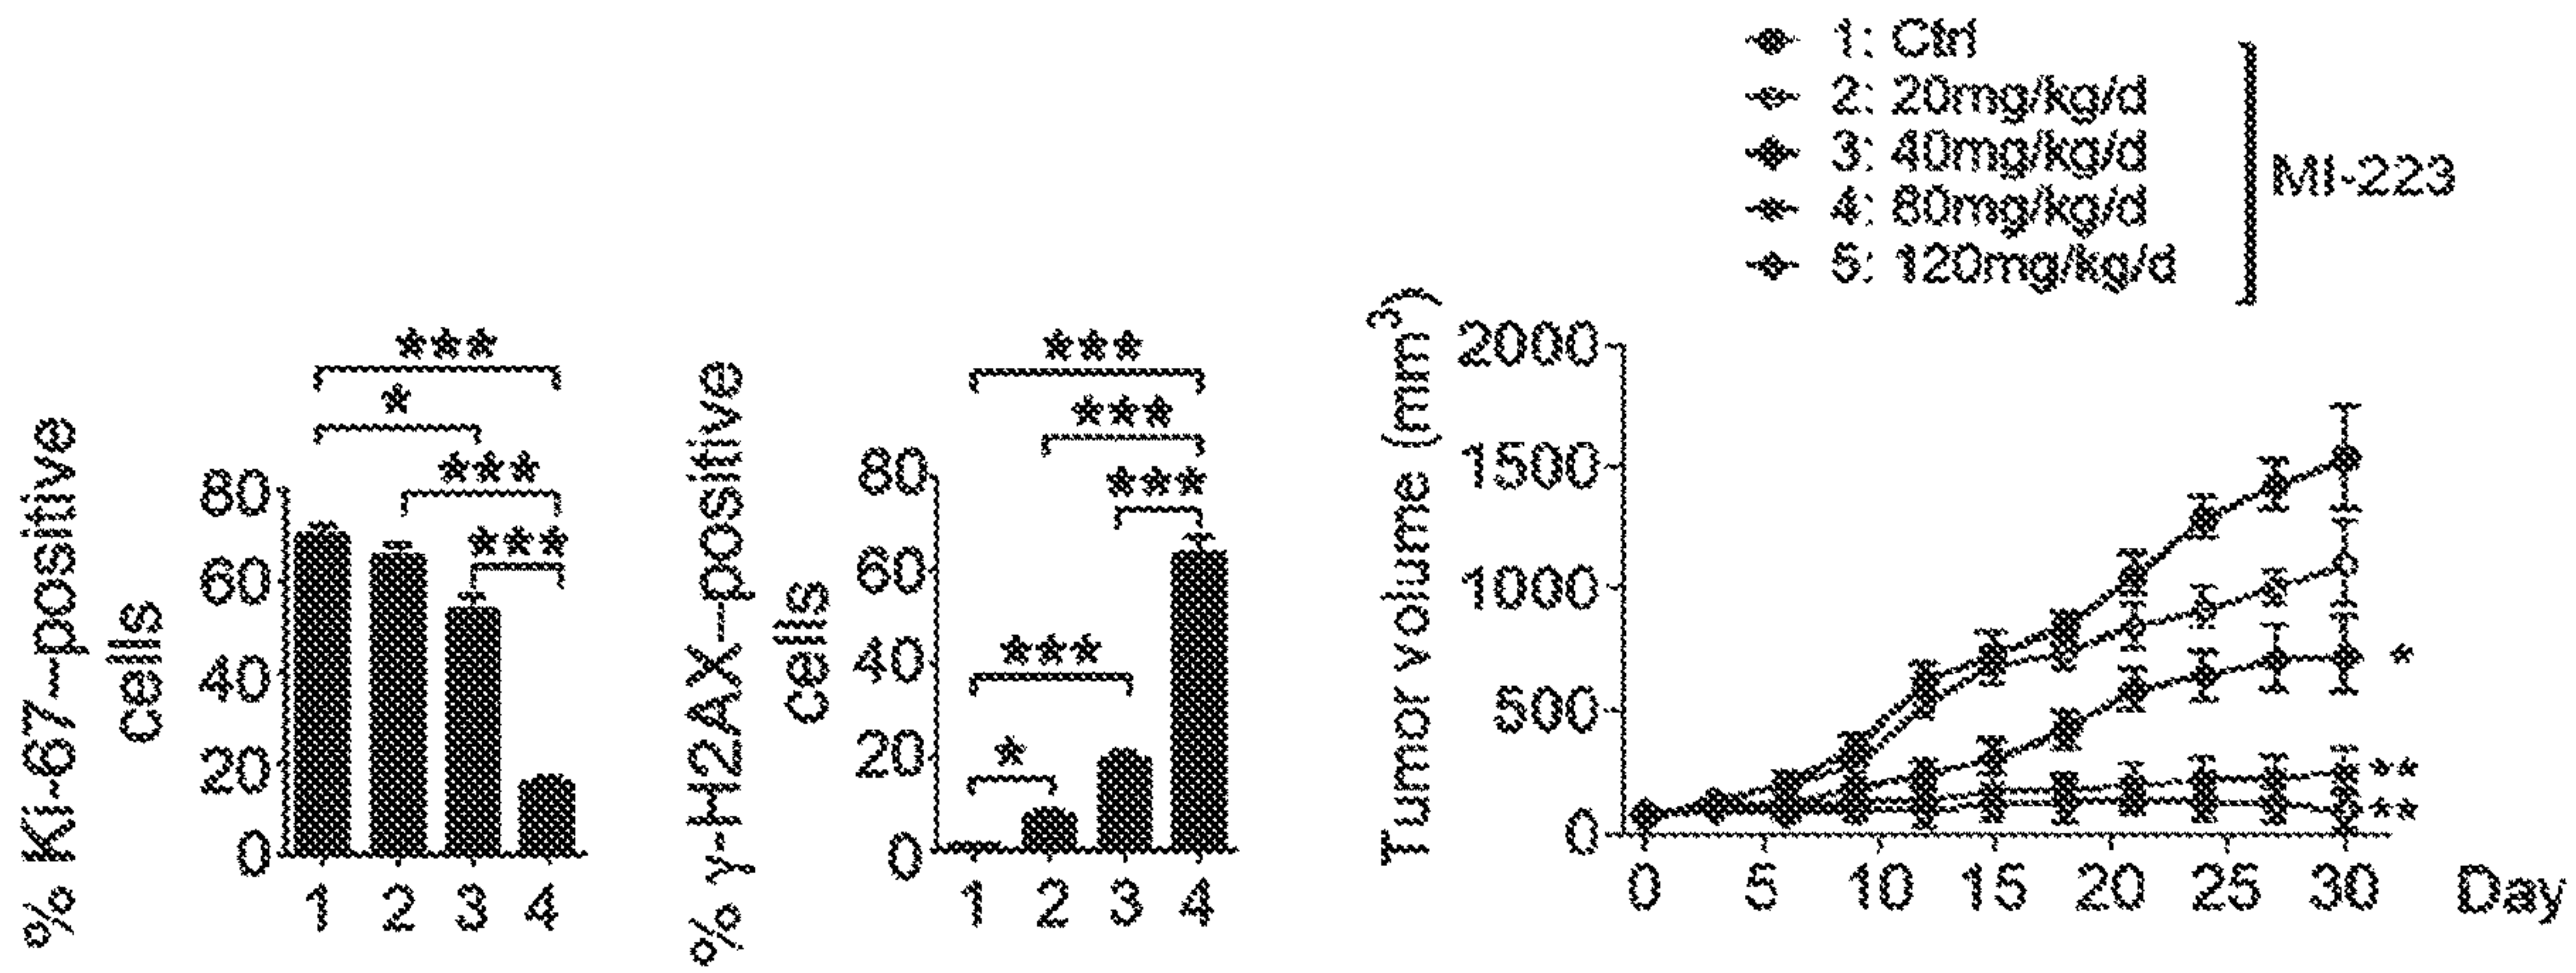 % Ki-67–positive
cells
80
60
40
20
0
***
*
***
***
1 2 3 4
% γ-H2AX–positive
cells
80
60
40
20
0
***
***
***
***
*
1 2 3 4
1: Ctrl
2: 20mg/kg/d
3: 40mg/kg/d
4: 80mg/kg/d
5: 120mg/kg/d
MI-223
Tumor volume (mm³)
2000
1500
1000
500
0
*
**
**
0 5 10 15 20 25 30 Day